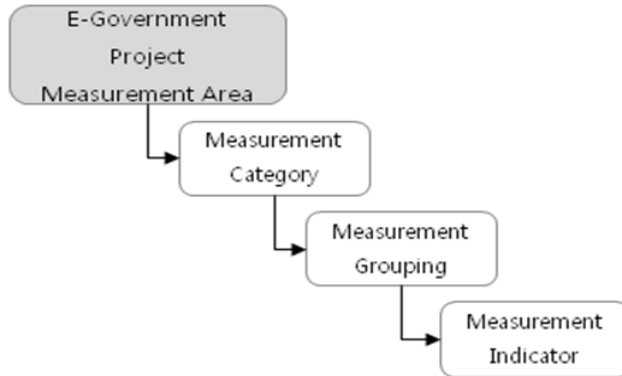 E-Government
Project
Measurement Area
Measurement
Category
Measurement
Grouping
Measurement
Indicator